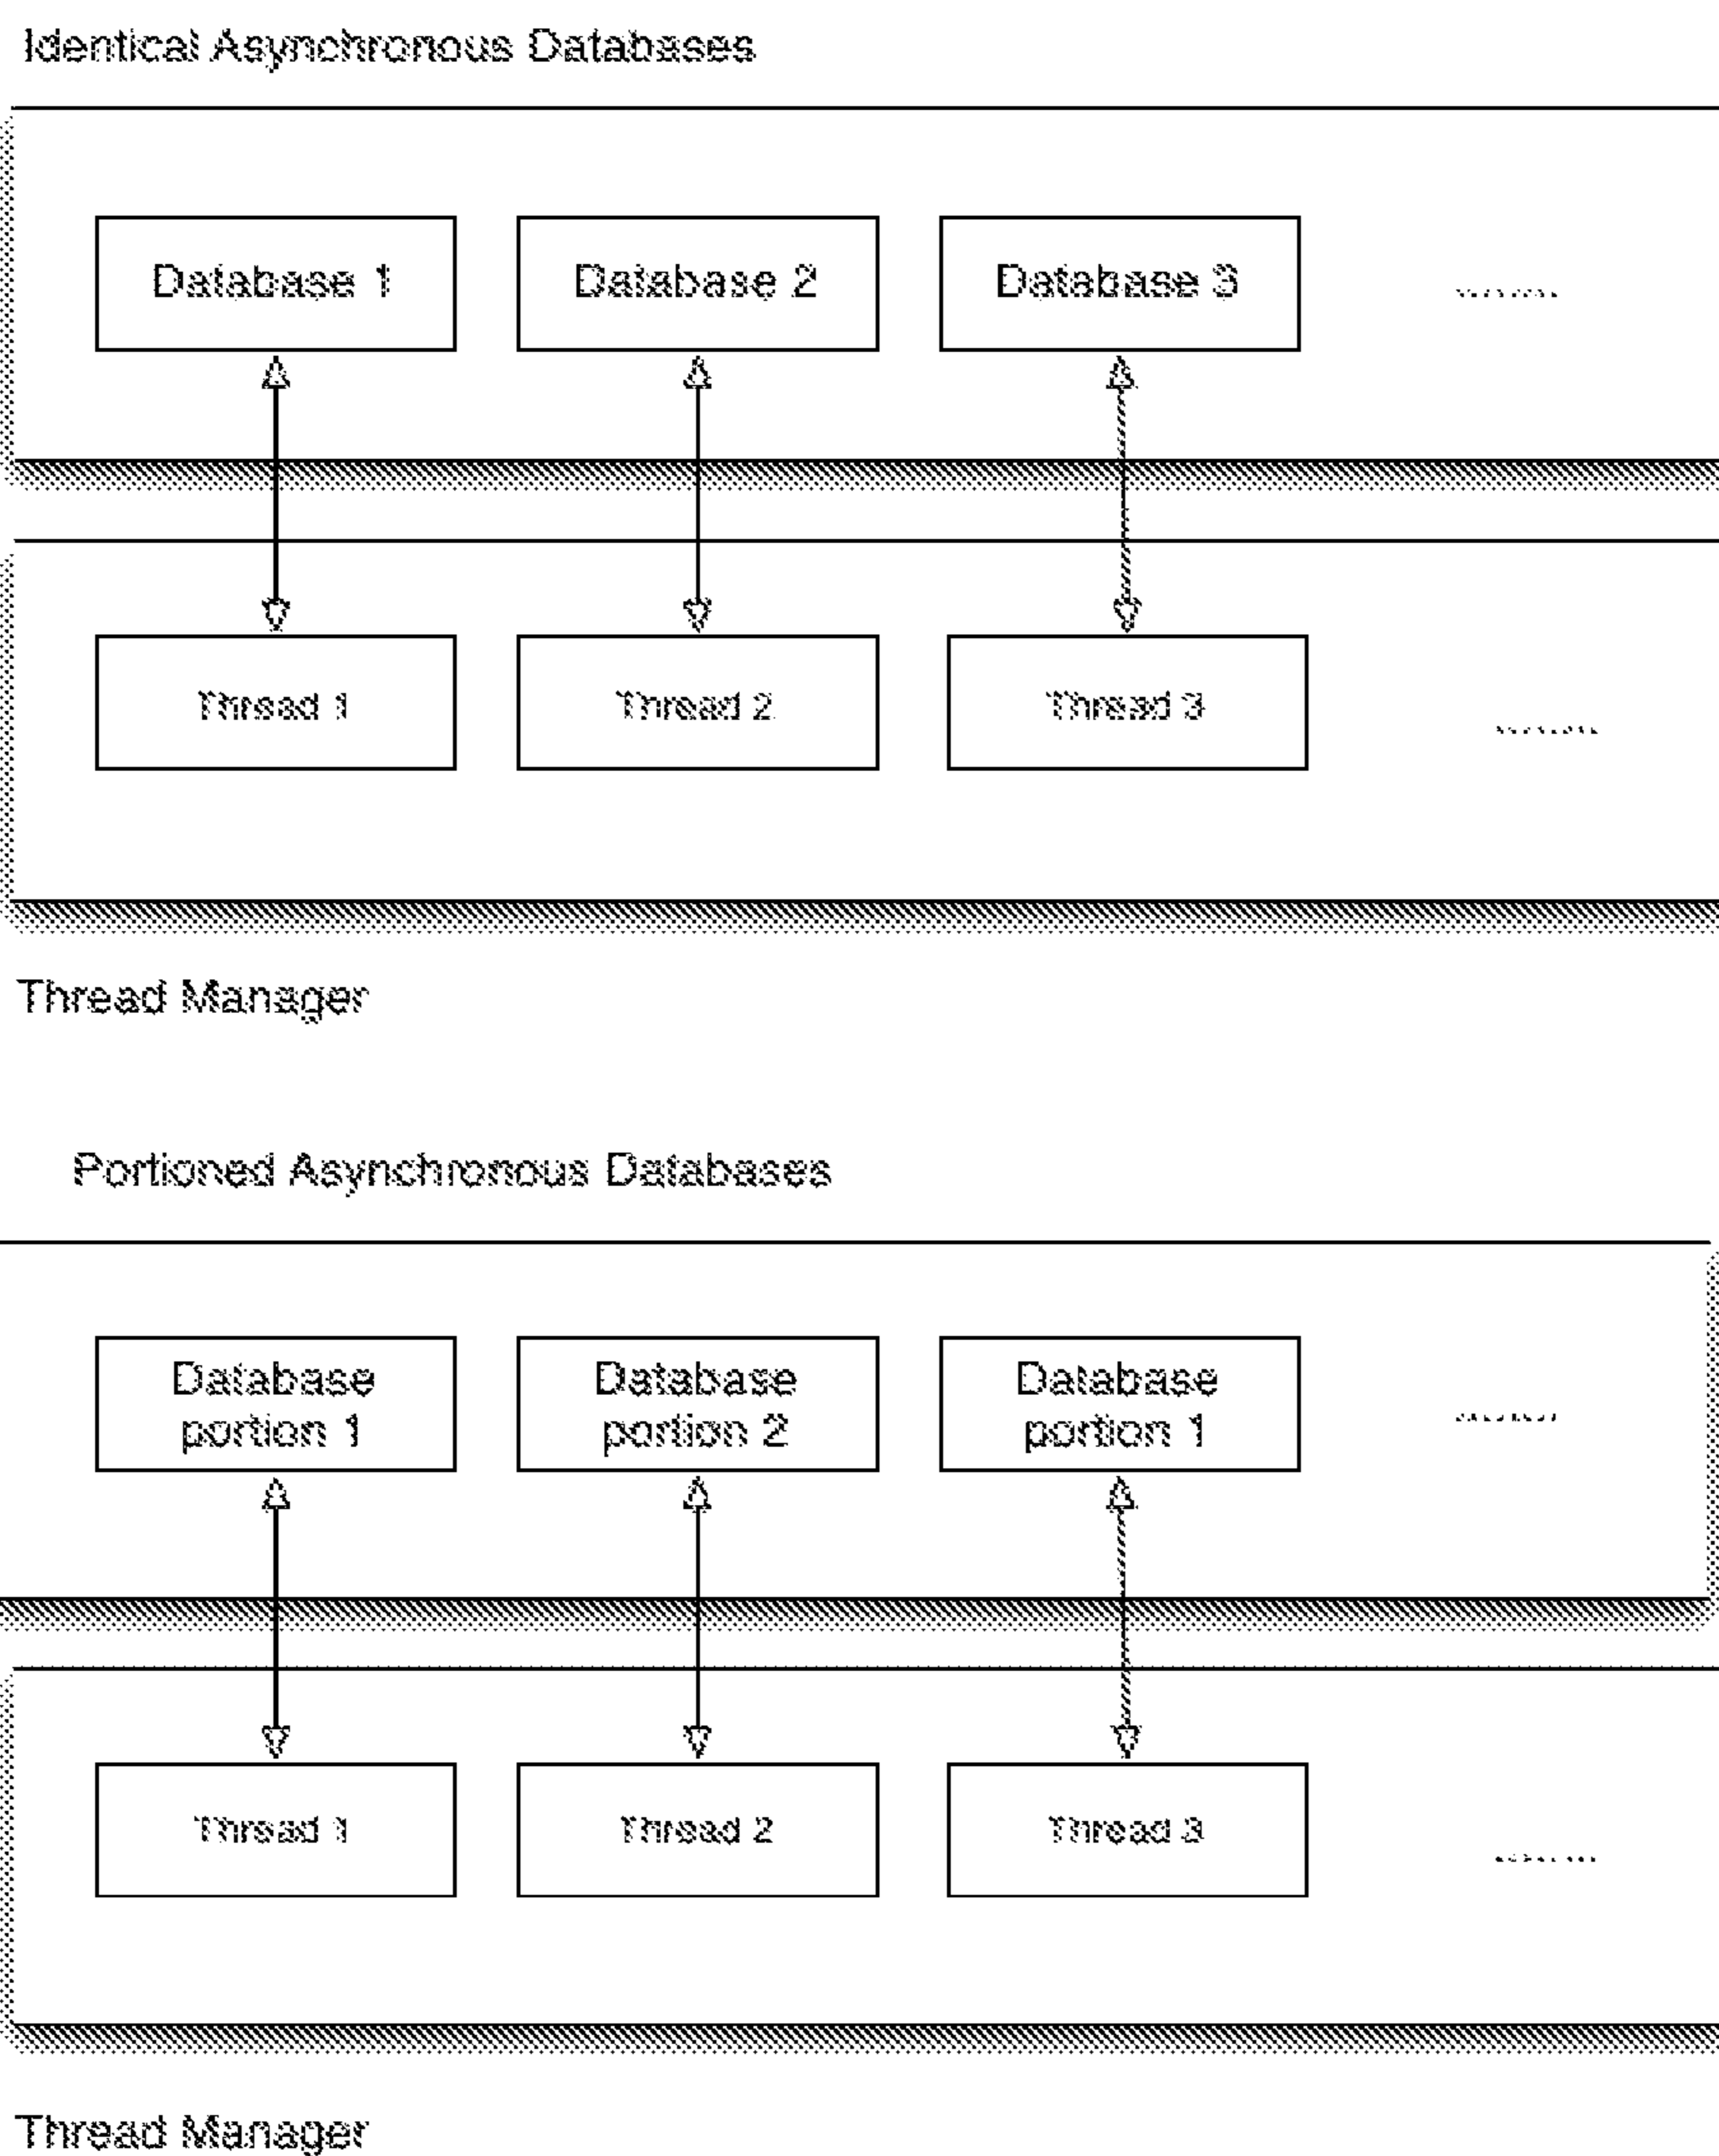 Identical Asynchronous Databases
Database 1
Database 2
Database 3
........
Thread 1
Thread 2
Thread 3
........
Thread Manager
Portioned Asynchronous Databases
Database
portion 1
Database
portion 2
Database
portion 1
........
Thread 1
Thread 2
Thread 3
........
Thread Manager